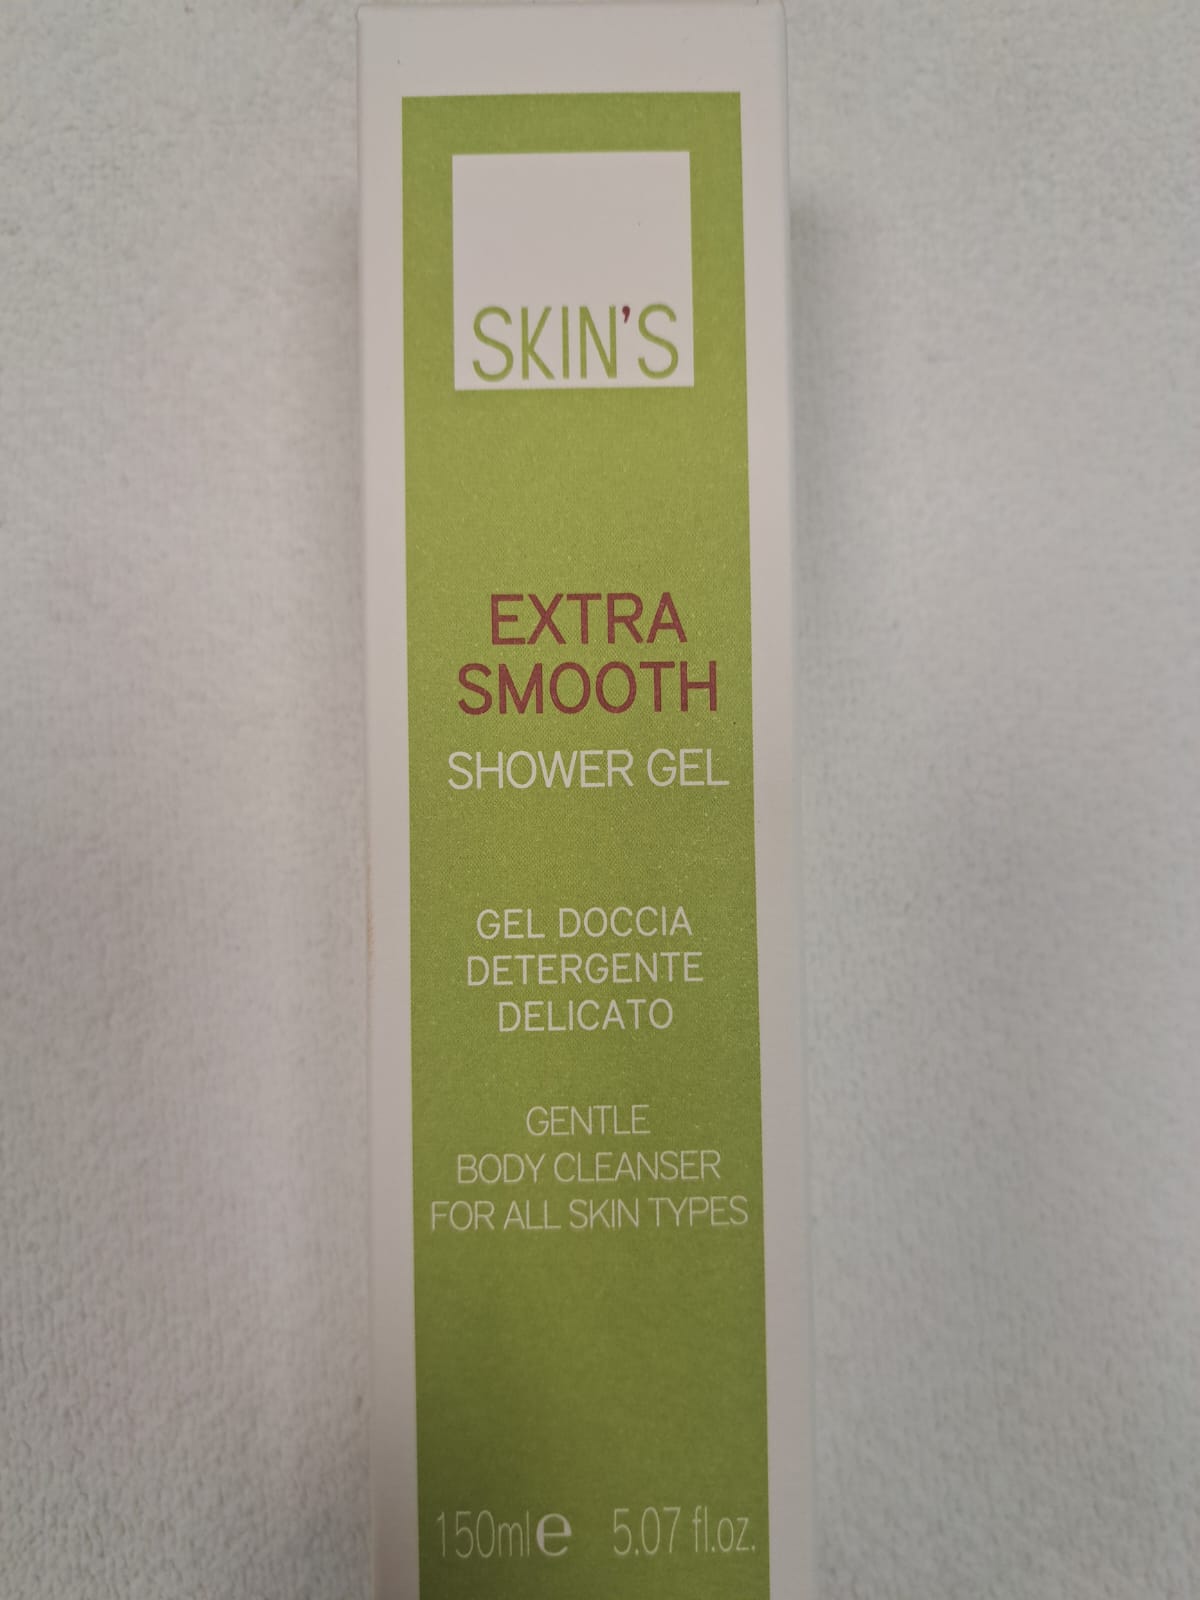 SKIN'S
EXTRA
SMOOTH
SHOWER GEL
GEL DOCCIA
DETERGENTE
DELICATO
GENTLE
BODY CLEANSER
FOR ALL SKIN TYPES
150ml e 5.07 fl.oz.